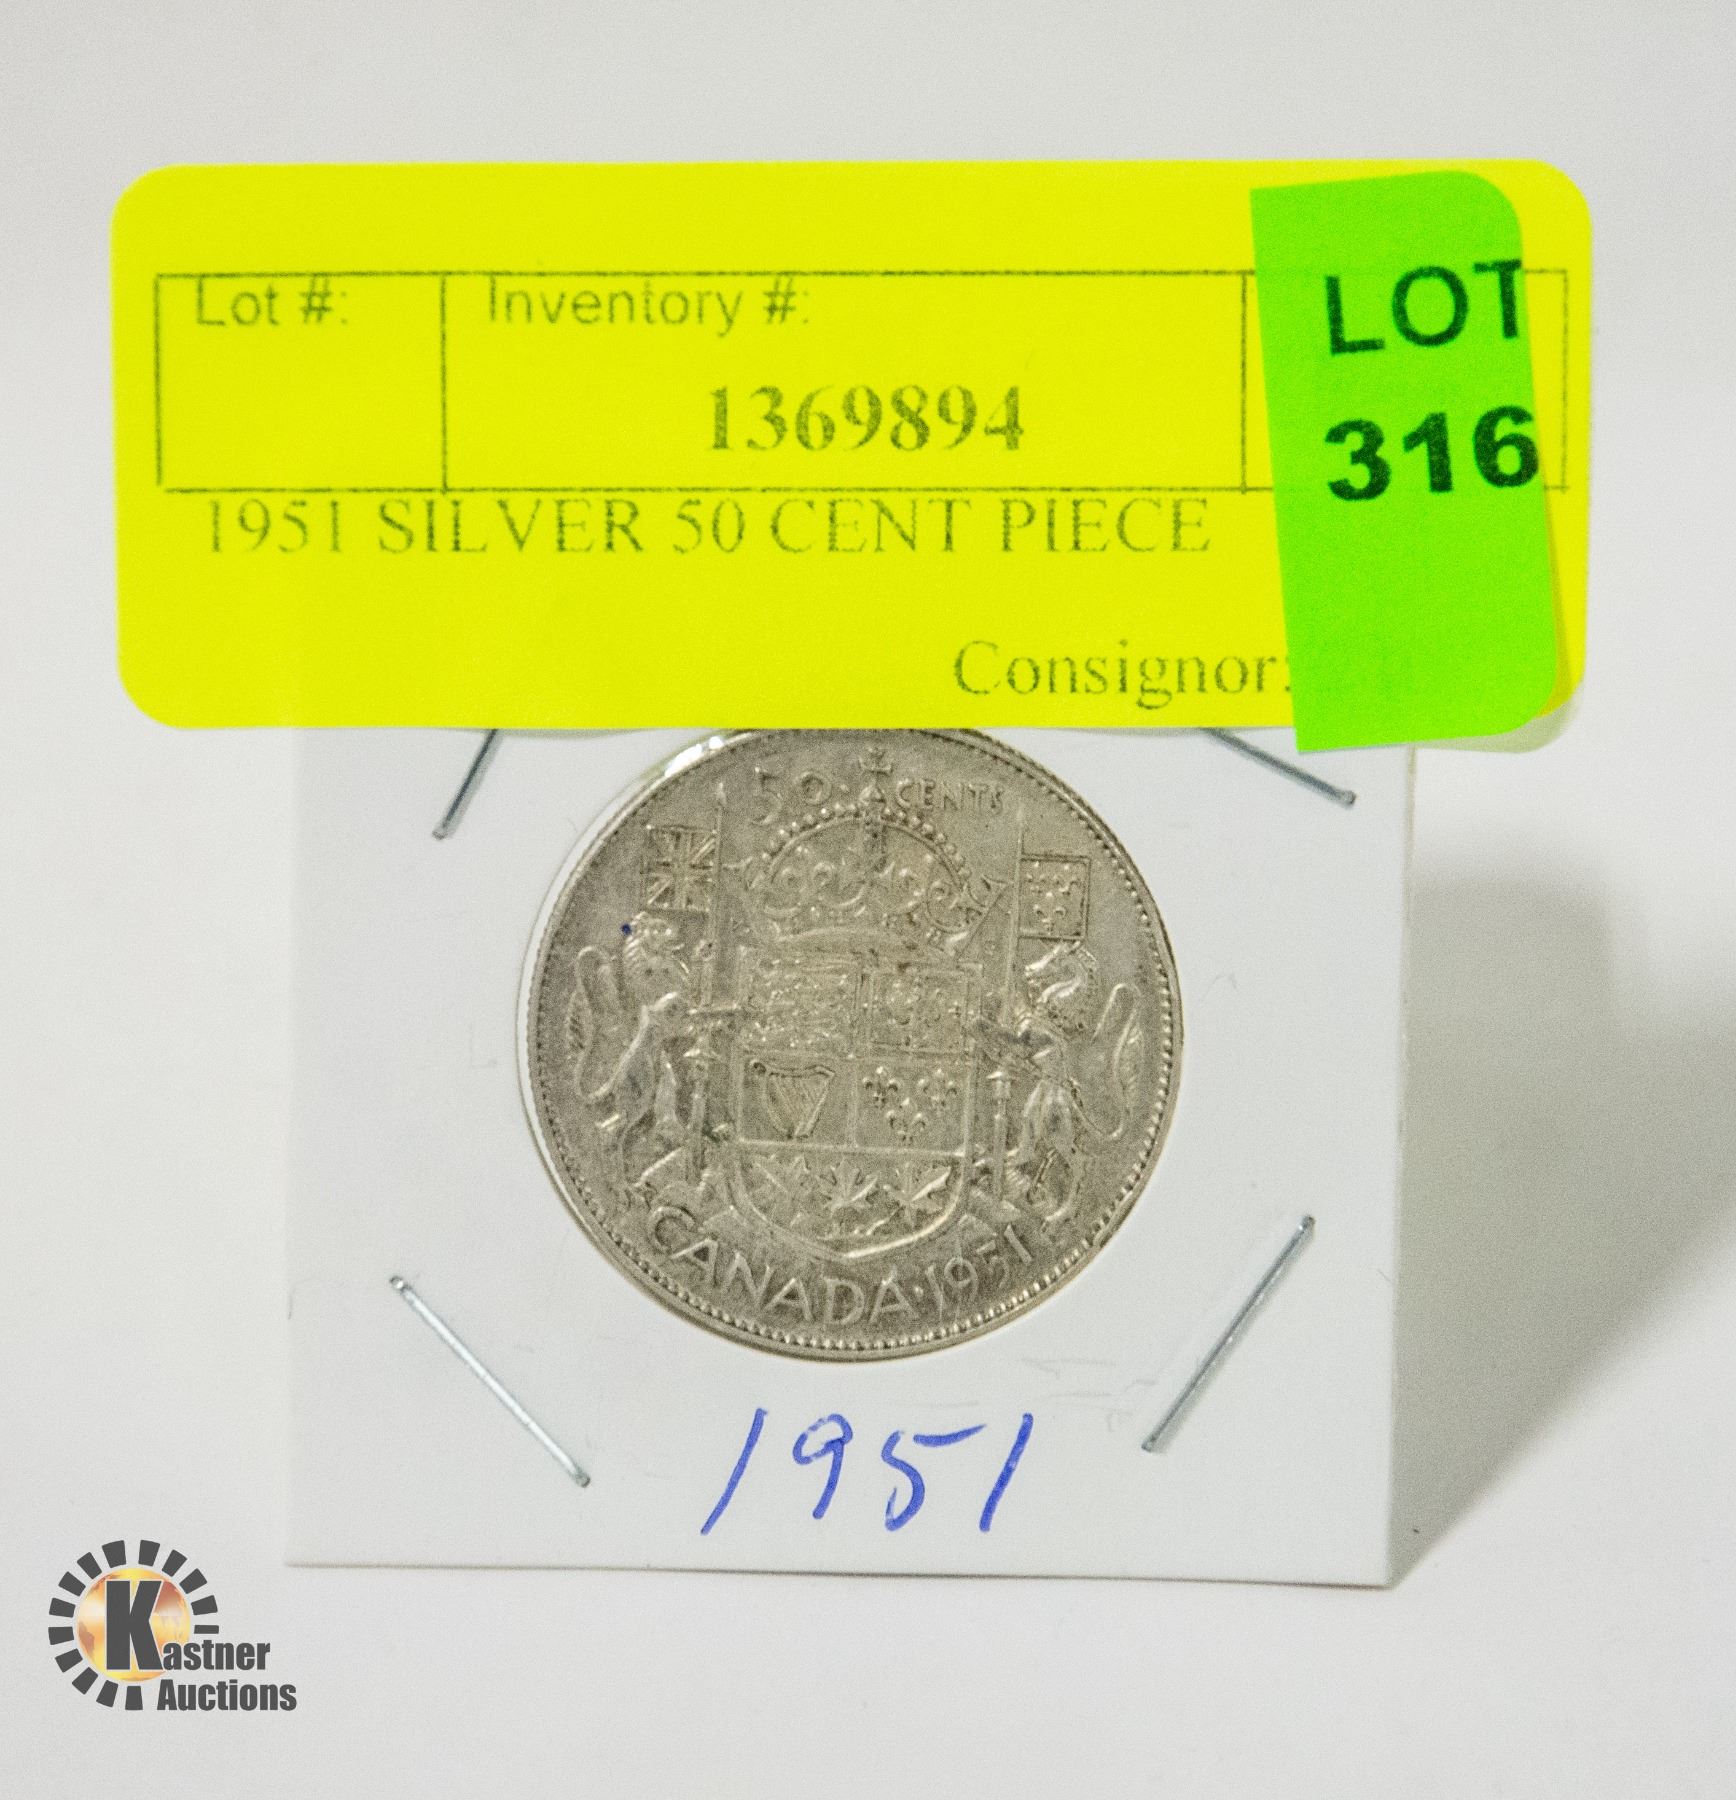 Lot #:
Inventory #:
LOT
1369894
316
1951 SILVER 50 CENT PIECE
Consignor:
50 CENTS
CANADA · 1951
1951
Kastner
Auctions